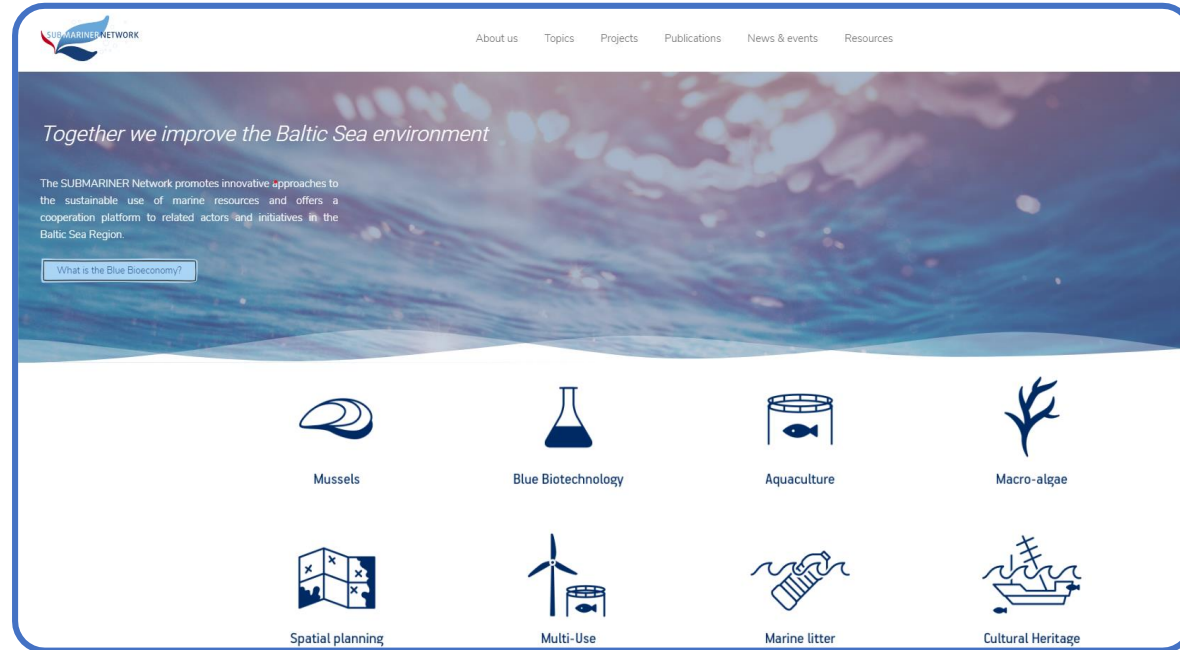 SUBMARINER NETWORK
About us Topics Projects Publications News & events Resources
Together we improve the Baltic Sea environment
The SUBMARINER Network promotes innovative approaches to
the sustainable use of marine resources and offers a
cooperation platform to related actors and initiatives in the
Baltic Sea Region.
What is the Blue Bioeconomy?
Mussels Blue Biotechnology Aquaculture Macro-algae
Spatial planning Multi-Use Marine litter Cultural Heritage